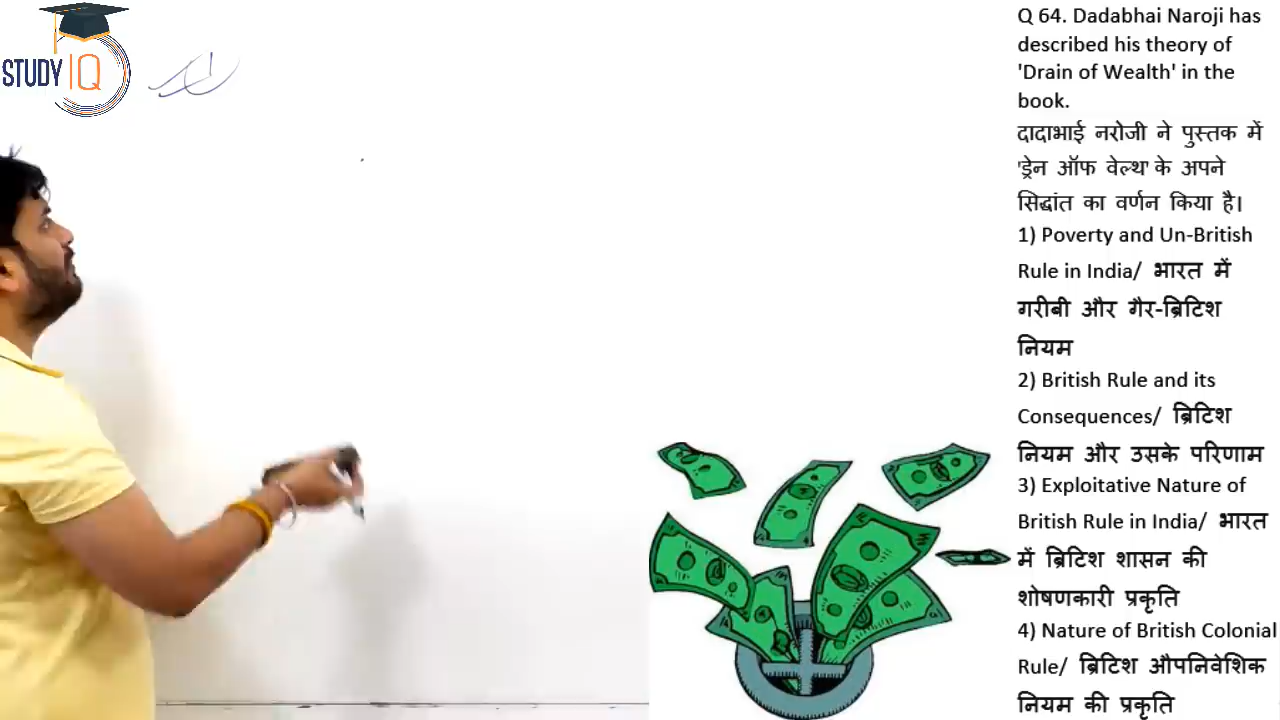 STUDY IQ
Q 64. Dadabhai Naroji has
described his theory of
'Drain of Wealth' in the
book.
दादाभाई नरोजी ने पुस्तक में
'ड्रेन ऑफ वेल्थ' के अपने
सिद्धांत का वर्णन किया है।
1) Poverty and Un-British
Rule in India/ भारत में
गरीबी और गैर-ब्रिटिश
नियम
2) British Rule and its
Consequences/ ब्रिटिश
नियम और उसके परिणाम
3) Exploitative Nature of
British Rule in India/ भारत
में ब्रिटिश शासन की
शोषणकारी प्रकृति
4) Nature of British Colonial
Rule/ ब्रिटिश औपनिवेशिक
नियम की प्रकृति